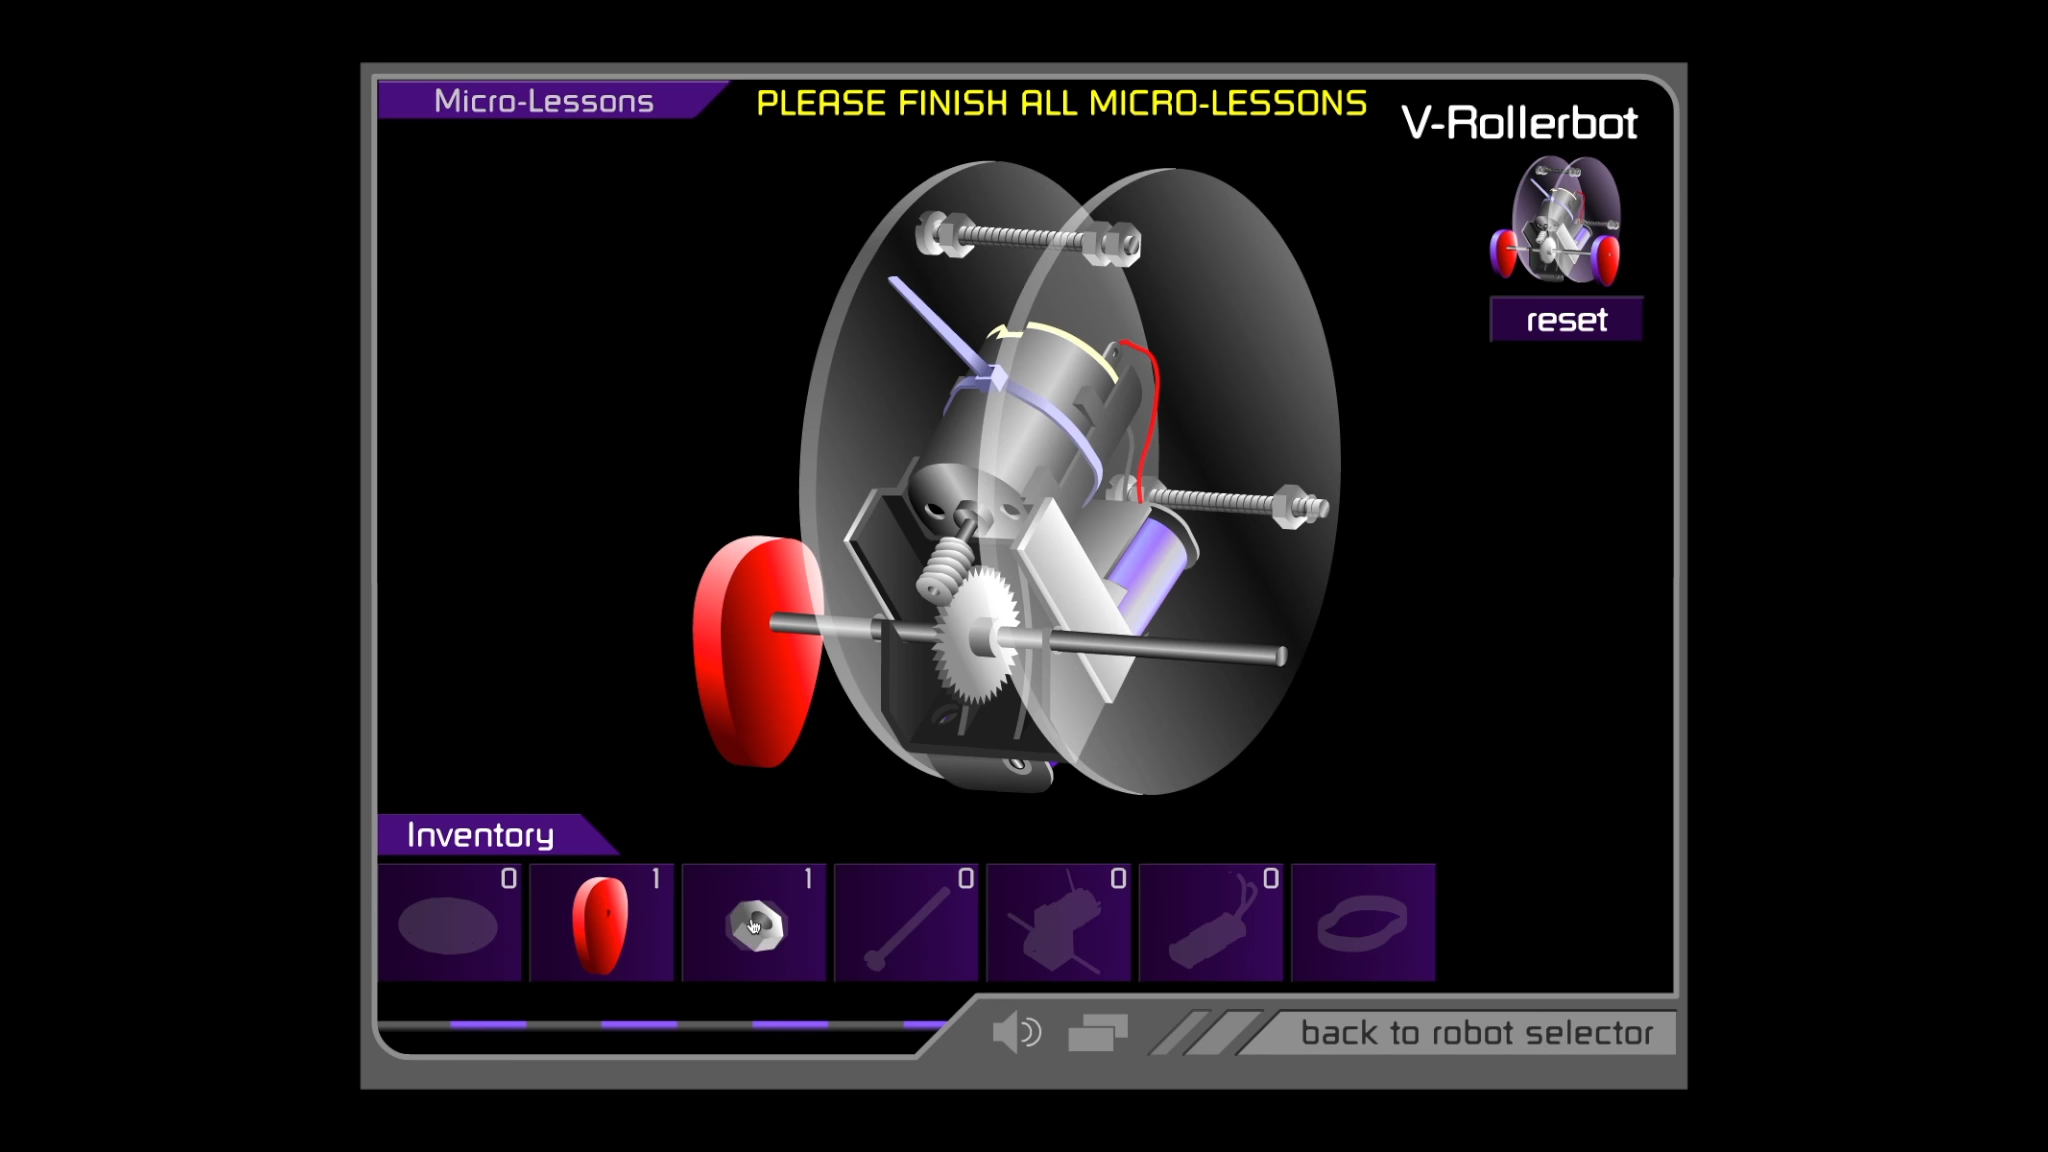 Micro-Lessons
PLEASE FINISH ALL MICRO-LESSONS
V-Rollerbot
reset
Inventory
0
1
1
0
0
0
back to robot selector